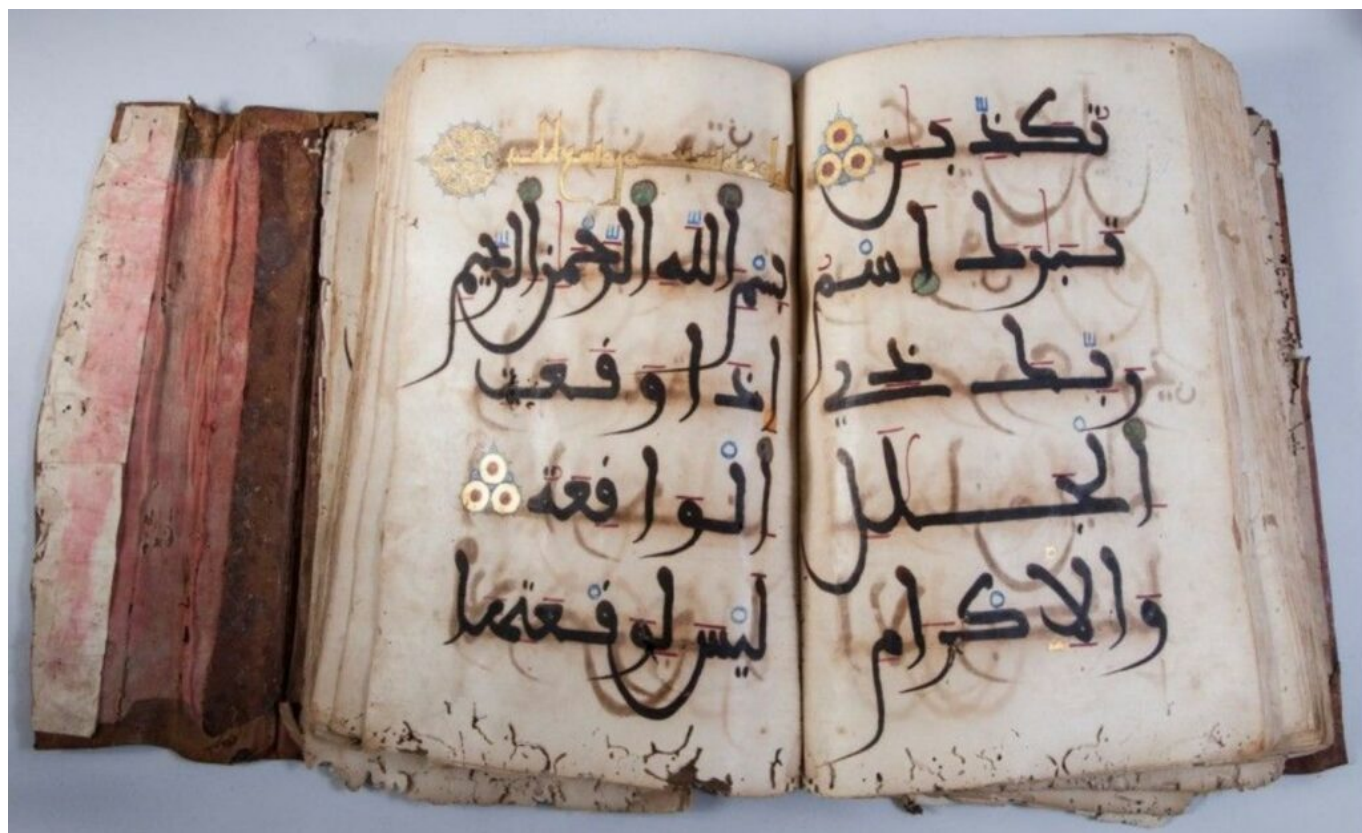 تكذبن
تبرك اسم
ربك ذي
الجلل
والاكرام
بسم الله الرحمن الرحيم
اذا وقعت
الواقعة
ليس لوقعتها